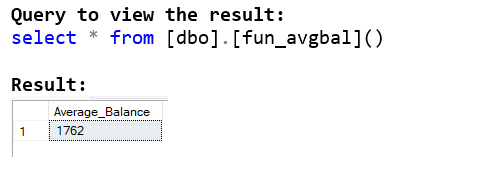 Query to view the result:
select * from [dbo].[fun_avgbal]()
Result:
Average_Balance
1 1762